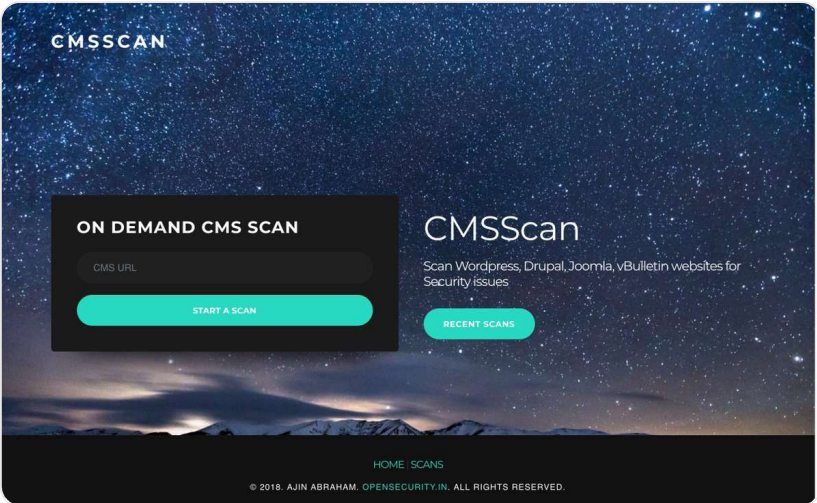 CMSSCAN
ON DEMAND CMS SCAN
CMS URL
START A SCAN
CMSScan
Scan Wordpress, Drupal, Joomla, vBulletin websites for
Security issues
RECENT SCANS
HOME | SCANS
© 2018. AJIN ABRAHAM. OPENSECURITY.IN. ALL RIGHTS RESERVED.